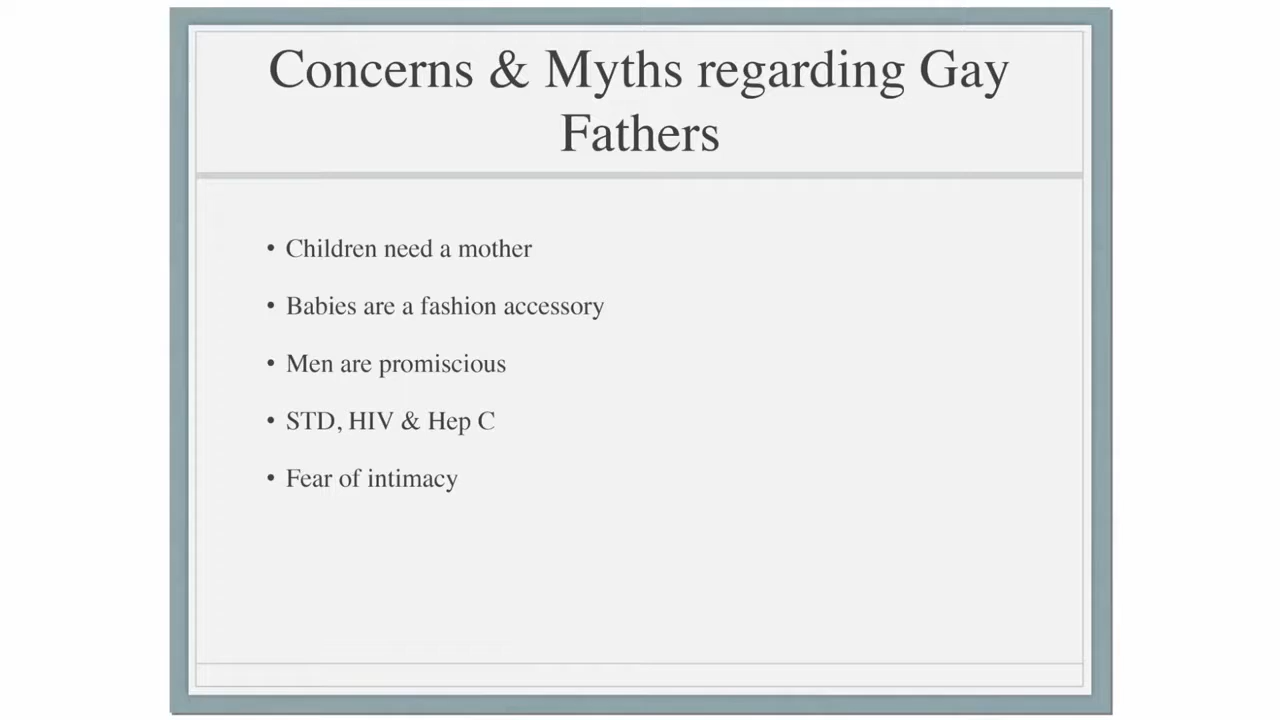 Concerns & Myths regarding Gay
Fathers
• Children need a mother
• Babies are a fashion accessory
• Men are promiscious
• STD, HIV & Hep C
• Fear of intimacy